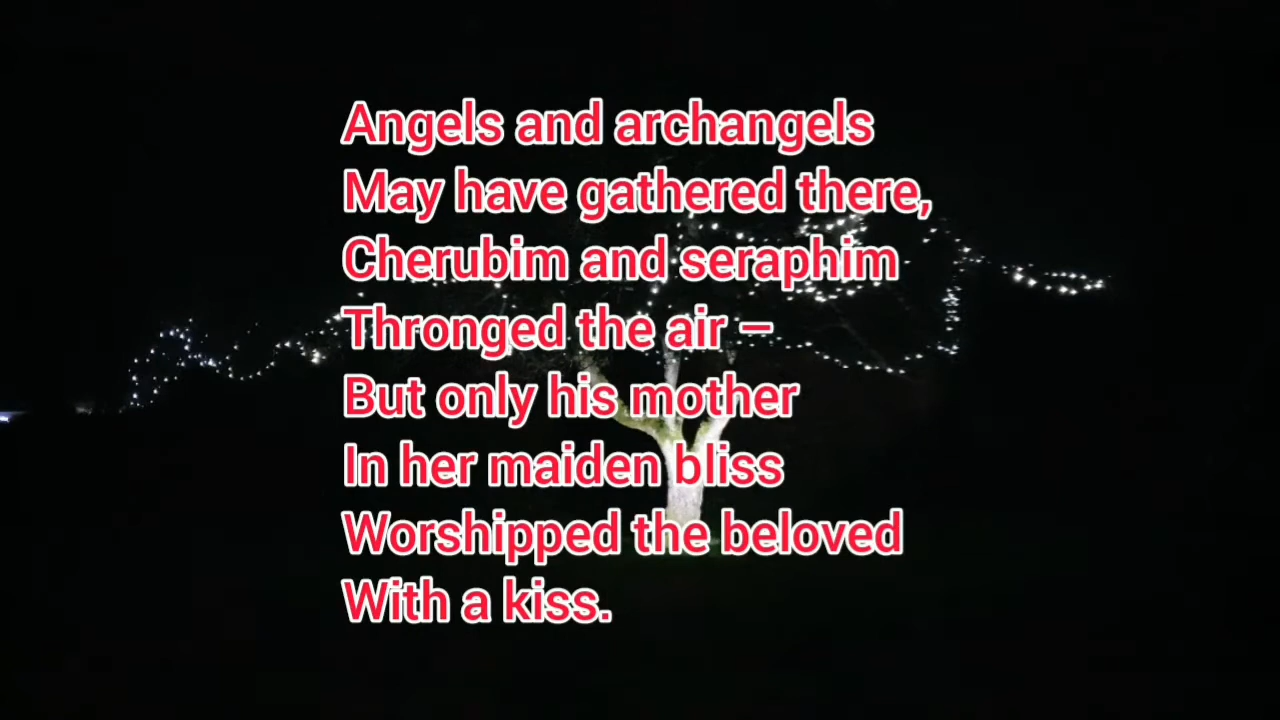 Angels and archangels
May have gathered there,
Cherubim and seraphim
Thronged the air –
But only his mother
In her maiden bliss
Worshipped the beloved
With a kiss.